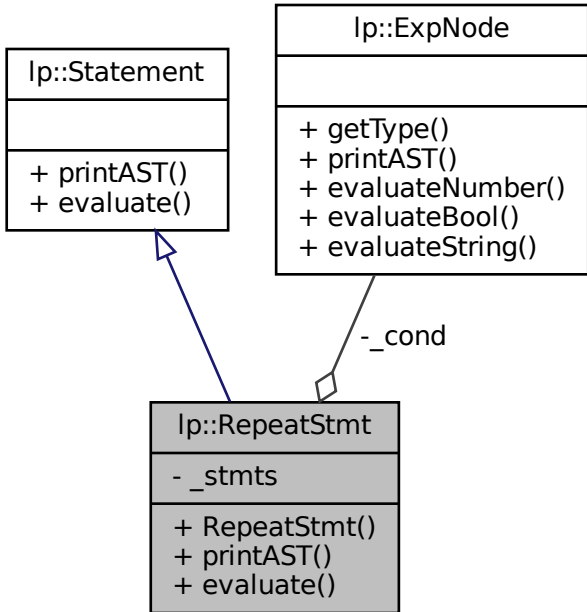 lp::Statement
+ printAST()
+ evaluate()
lp::ExpNode
+ getType()
+ printAST()
+ evaluateNumber()
+ evaluateBool()
+ evaluateString()
-_cond
lp::RepeatStmt
- _stmts
+ RepeatStmt()
+ printAST()
+ evaluate()